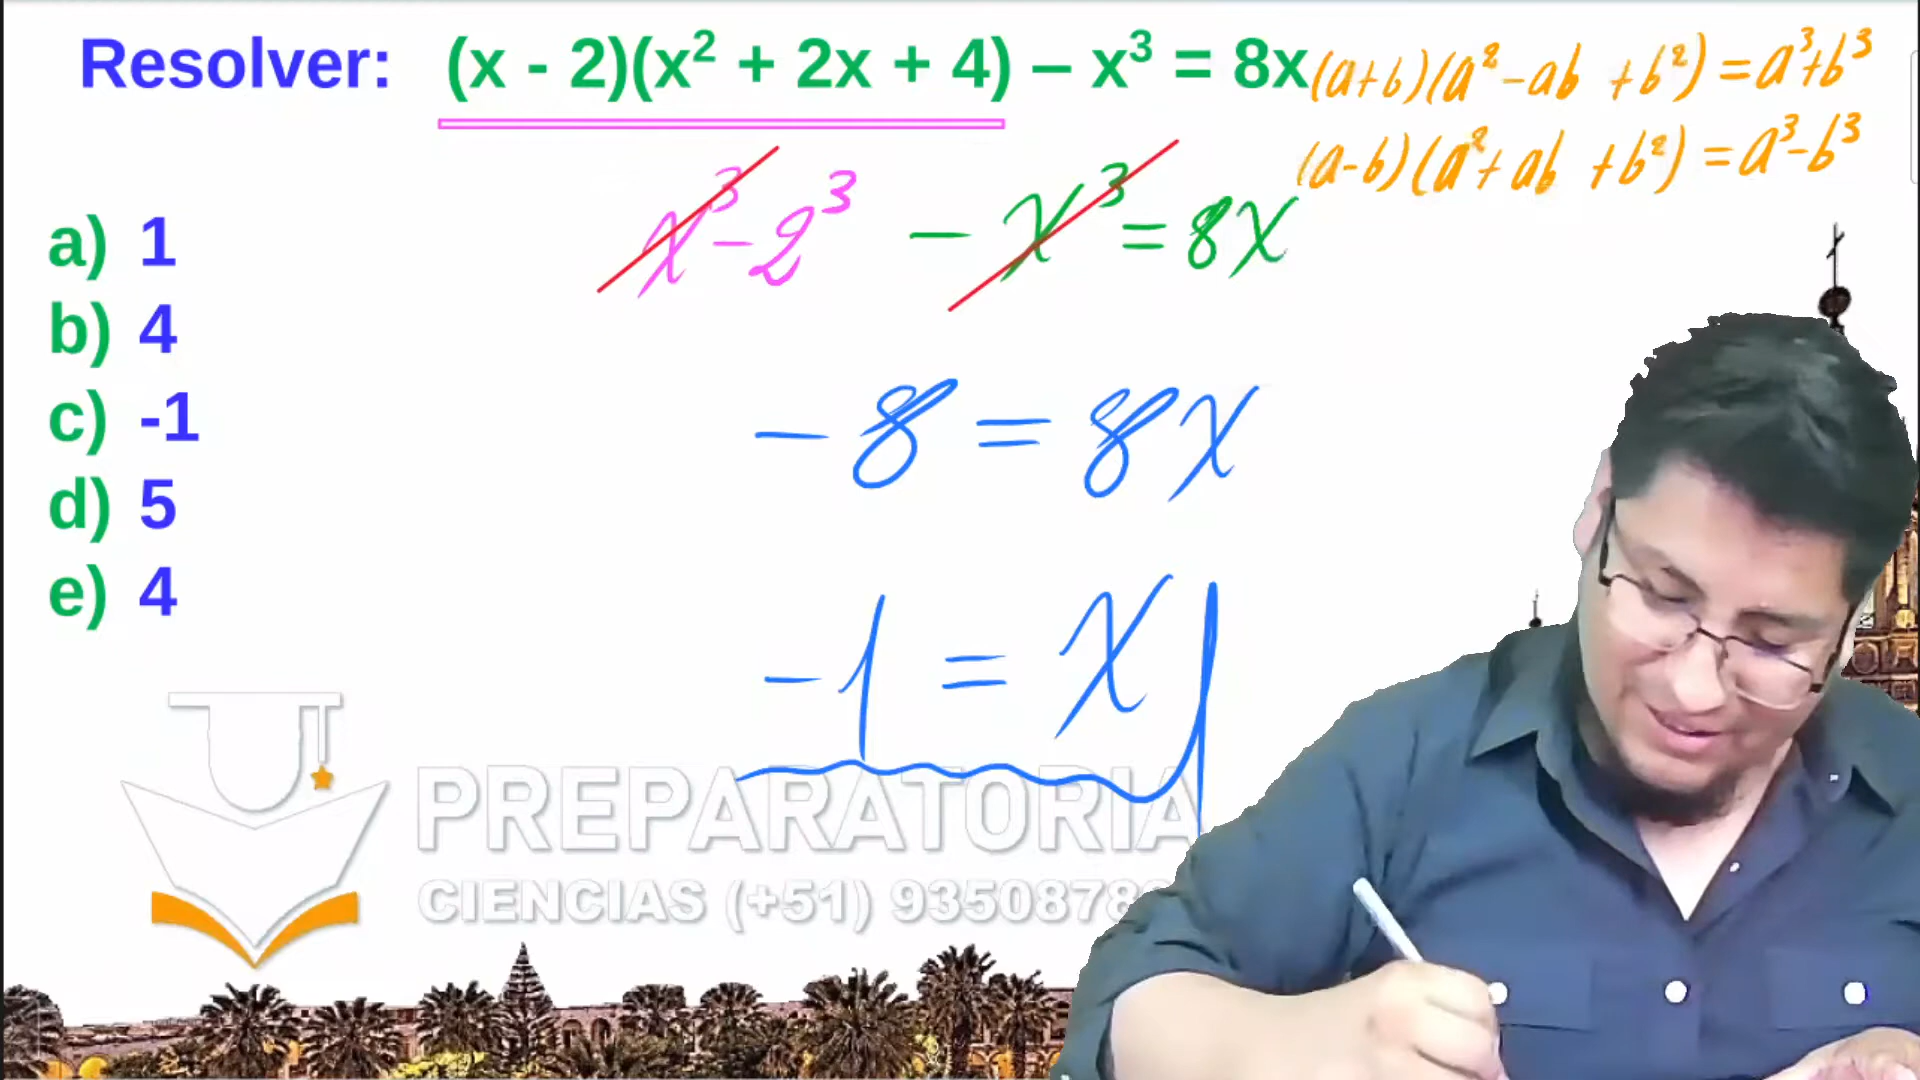 Resolver: (x - 2)(x² + 2x + 4) – x³ = 8x
(a+b)(a²-ab +b²) = a³+b³
(a-b)(a²+ab +b²) = a³-b³
x³-2³ - x³ = 8x
a) 1
b) 4
c) -1
d) 5
e) 4
-8 = 8x
-1 = x
PREPARATORIA
CIENCIAS (+51) 9350878